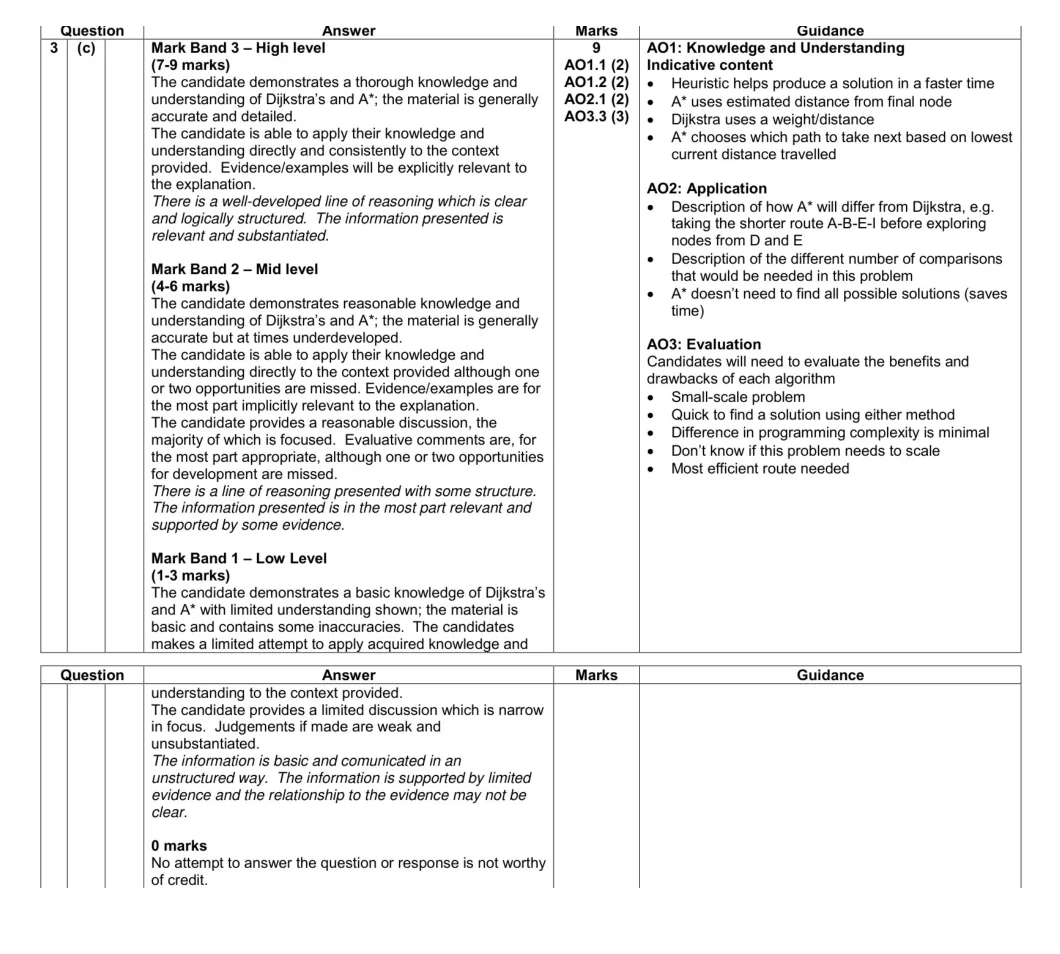 Question Answer Marks Guidance
3 (c)
Mark Band 3 – High level
(7-9 marks)
The candidate demonstrates a thorough knowledge and
understanding of Dijkstra's and A*; the material is generally
accurate and detailed.
The candidate is able to apply their knowledge and
understanding directly and consistently to the context
provided. Evidence/examples will be explicitly relevant to
the explanation.
There is a well-developed line of reasoning which is clear
and logically structured. The information presented is
relevant and substantiated.
Mark Band 2 – Mid level
(4-6 marks)
The candidate demonstrates reasonable knowledge and
understanding of Dijkstra's and A*; the material is generally
accurate but at times underdeveloped.
The candidate is able to apply their knowledge and
understanding directly to the context provided although one
or two opportunities are missed. Evidence/examples are for
the most part implicitly relevant to the explanation.
The candidate provides a reasonable discussion, the
majority of which is focused. Evaluative comments are, for
the most part appropriate, although one or two opportunities
for development are missed.
There is a line of reasoning presented with some structure.
The information presented is in the most part relevant and
supported by some evidence.
Mark Band 1 – Low Level
(1-3 marks)
The candidate demonstrates a basic knowledge of Dijkstra's
and A* with limited understanding shown; the material is
basic and contains some inaccuracies. The candidates
makes a limited attempt to apply acquired knowledge and
9
AO1.1 (2)
AO1.2 (2)
AO2.1 (2)
AO3.3 (3)
AO1: Knowledge and Understanding
Indicative content
• Heuristic helps produce a solution in a faster time
• A* uses estimated distance from final node
• Dijkstra uses a weight/distance
• A* chooses which path to take next based on lowest
current distance travelled
AO2: Application
• Description of how A* will differ from Dijkstra, e.g.
taking the shorter route A-B-E-I before exploring
nodes from D and E
• Description of the different number of comparisons
that would be needed in this problem
• A* doesn't need to find all possible solutions (saves
time)
AO3: Evaluation
Candidates will need to evaluate the benefits and
drawbacks of each algorithm
• Small-scale problem
• Quick to find a solution using either method
• Difference in programming complexity is minimal
• Don't know if this problem needs to scale
• Most efficient route needed
Question Answer Marks Guidance
understanding to the context provided.
The candidate provides a limited discussion which is narrow
in focus. Judgements if made are weak and
unsubstantiated.
The information is basic and comunicated in an
unstructured way. The information is supported by limited
evidence and the relationship to the evidence may not be
clear.
0 marks
No attempt to answer the question or response is not worthy
of credit.